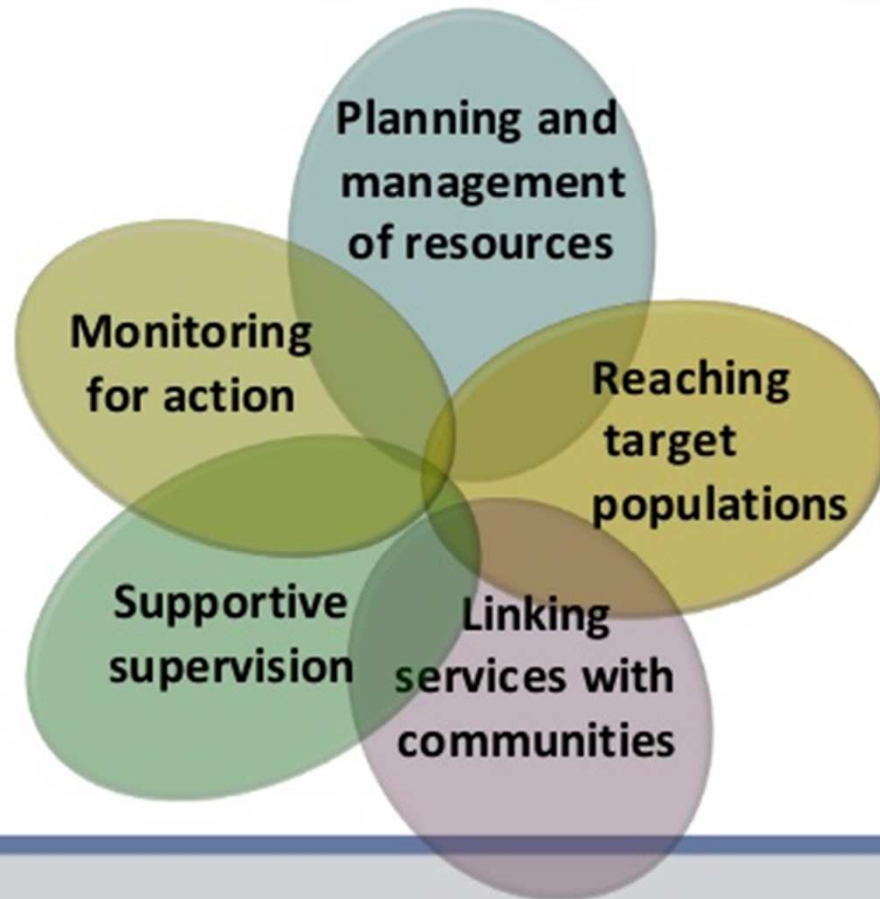 Planning and
management
of resources
Monitoring
for action
Reaching
target
populations
Supportive
supervision
Linking
services with
communities